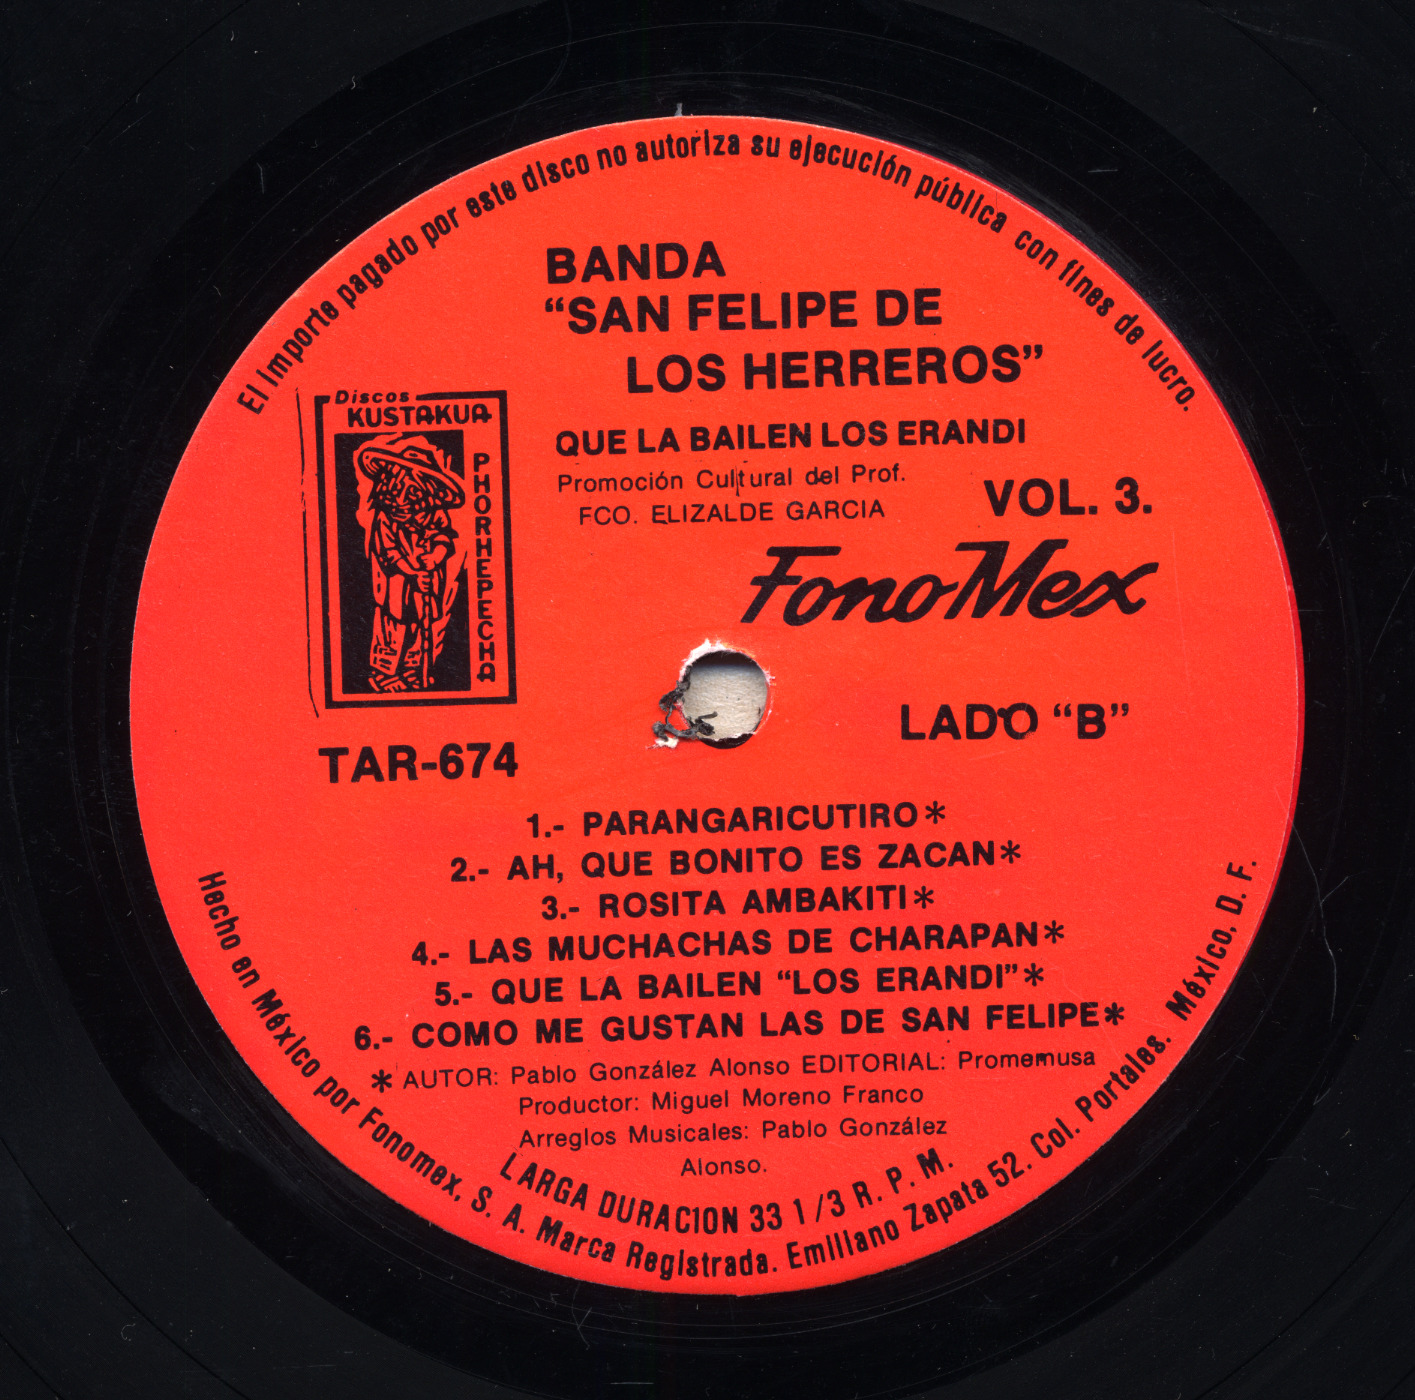 El importe pagado por este disco no autoriza su ejecución pública con fines de lucro.
BANDA
“SAN FELIPE DE
LOS HERREROS”
Discos
KUSTAKUA
PHORHEPECHA
QUE LA BAILEN LOS ERANDI
Promoción Cultural del Prof.
FCO. ELIZALDE GARCIA
VOL. 3.
FonoMex
LADO “B”
TAR-674
1.- PARANGARICUTIRO*
2.- AH, QUE BONITO ES ZACAN*
3.- ROSITA AMBAKITI*
4.- LAS MUCHACHAS DE CHARAPAN*
5.- QUE LA BAILEN “LOS ERANDI”*
6.- COMO ME GUSTAN LAS DE SAN FELIPE*
* AUTOR: Pablo González Alonso EDITORIAL: Promemusa
Productor: Miguel Moreno Franco
Arreglos Musicales: Pablo González
Alonso.
LARGA DURACION 33 1/3 R. P. M.
Hecho en México por Fonomex, S. A. Marca Registrada. Emiliano Zapata 52. Col. Portales. México, D. F.